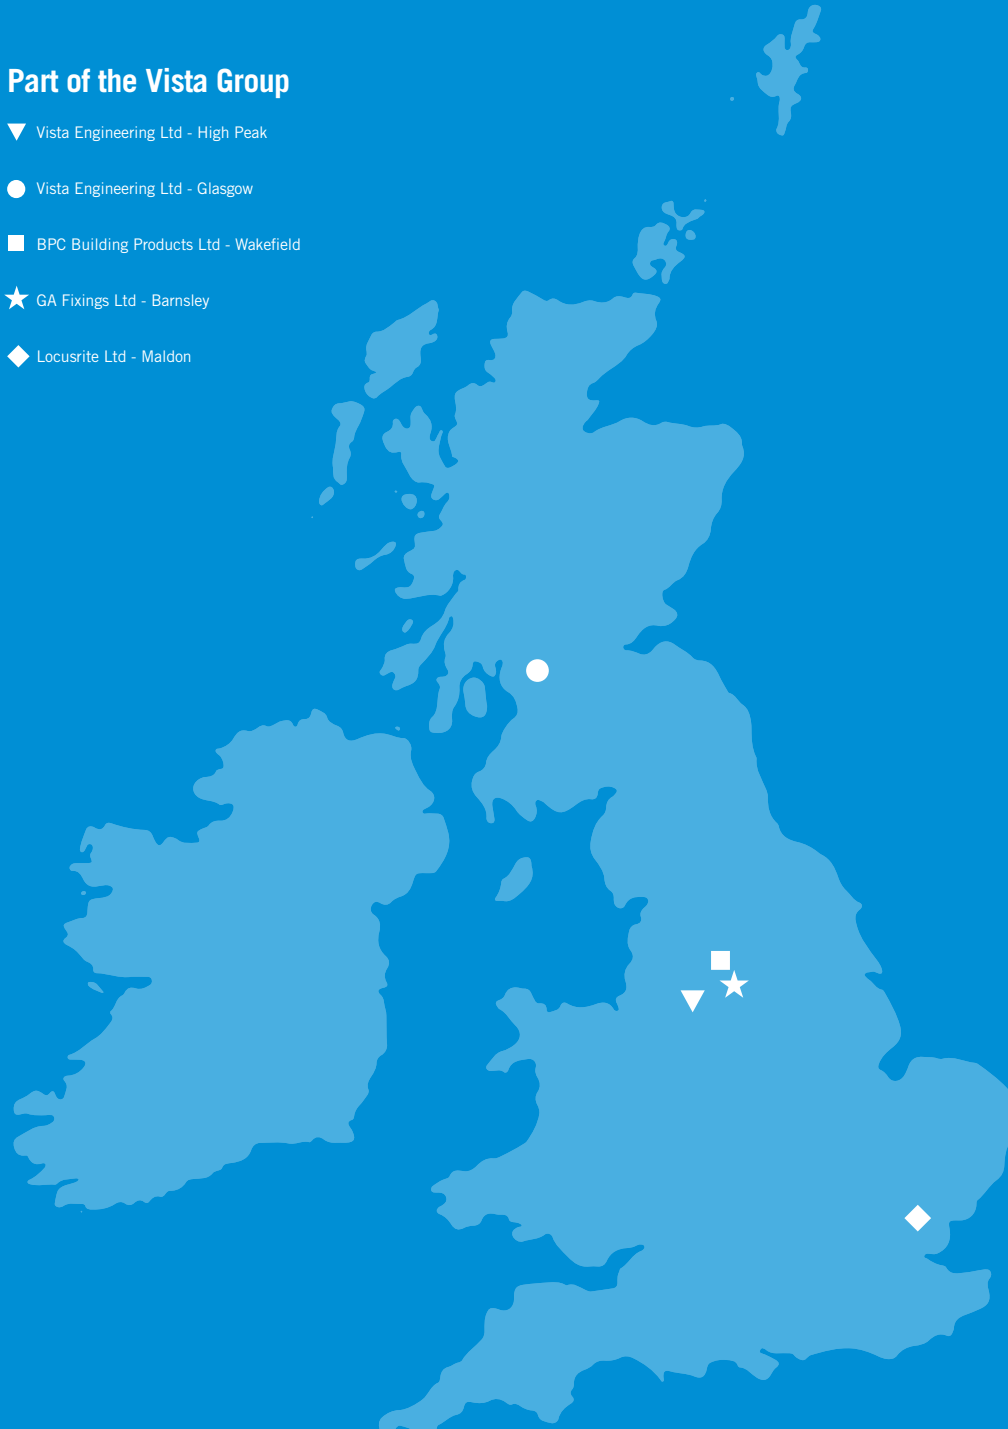 Part of the Vista Group
Vista Engineering Ltd - High Peak
Vista Engineering Ltd - Glasgow
BPC Building Products Ltd - Wakefield
GA Fixings Ltd - Barnsley
Locusrite Ltd - Maldon